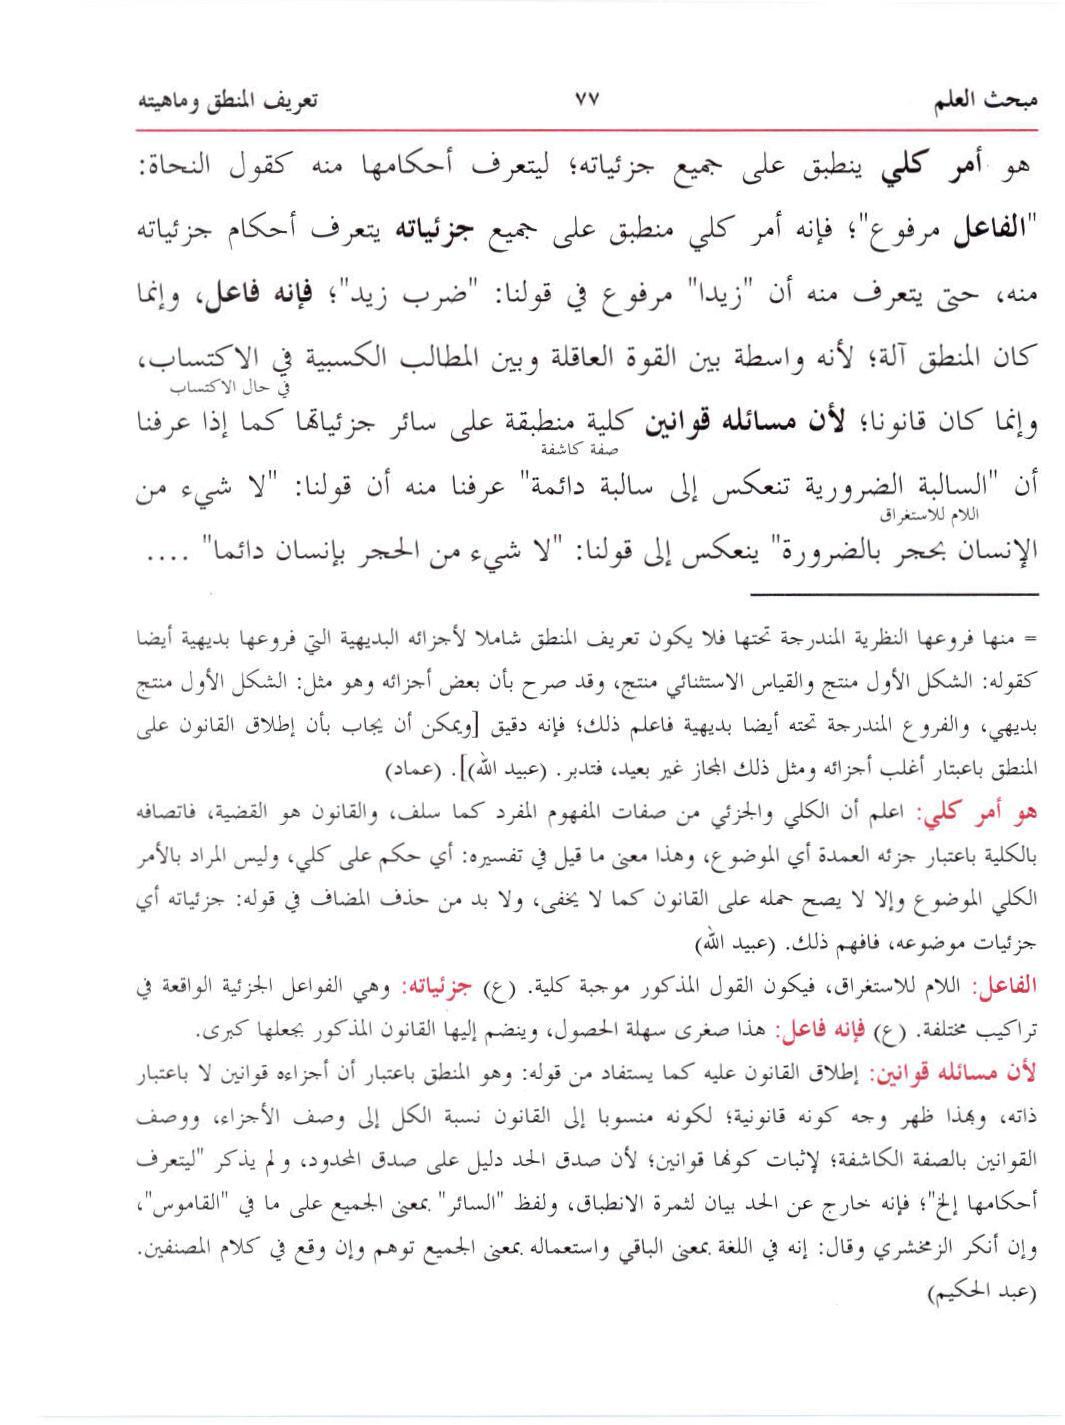 مبحث العلم ٧٧ تعريف المنطق وماهيته
هو أمر كلي ينطبق على جميع جزئياته؛ ليتعرف أحكامها منه كقول النحاة:
"الفاعل مرفوع"؛ فإنه أمر كلي منطبق على جميع جزئياته يتعرف أحكام جزئياته
منه، حتى يتعرف منه أن "زيدا" مرفوع في قولنا: "ضرب زيد"؛ فإنه فاعل، وإنما
كان المنطق آلة؛ لأنه واسطة بين القوة العاقلة وبين المطالب الكسبية في الاكتساب،
في حال الاكتساب
وإنما كان قانونا؛ لأن مسائله قوانين كلية منطبقة على سائر جزئياتها كما إذا عرفنا
صفة كاشفة
أن "السالبة الضرورية تنعكس إلى سالبة دائمة" عرفنا منه أن قولنا: "لا شيء من
اللام للاستغراق
الإنسان بحجر بالضرورة" ينعكس إلى قولنا: "لا شيء من الحجر بإنسان دائما" ....
= منها فروعها النظرية المندرجة تحتها فلا يكون تعريف المنطق شاملا لأجزائه البديهية التي فروعها بديهية أيضا
كقوله: الشكل الأول منتج والقياس الاستثنائي منتج، وقد صرح بأن بعض أجزائه وهو مثل: الشكل الأول منتج
بديهي، والفروع المندرجة تحته أيضا بديهية فاعلم ذلك؛ فإنه دقيق [ويمكن أن يجاب بأن إطلاق القانون على
المنطق باعبتار أغلب أجزائه ومثل ذلك المجاز غير بعيد، فتدبر. (عبيد الله)]. (عماد)
هو أمر كلي: اعلم أن الكلي والجزئي من صفات المفهوم المفرد كما سلف، والقانون هو القضية، فاتصافه
بالكلية باعتبار جزئه العمدة أي الموضوع، وهذا معنى ما قيل في تفسيره: أي حكم على كلي، وليس المراد بالأمر
الكلي الموضوع وإلا لا يصح حمله على القانون كما لا يخفى، ولا بد من حذف المضاف في قوله: جزئياته أي
جزئيات موضوعه، فافهم ذلك. (عبيد الله)
الفاعل: اللام للاستغراق، فيكون القول المذكور موجبة كلية. (ع) جزئياته: وهي الفواعل الجزئية الواقعة في
تراكيب مختلفة. (ع) فإنه فاعل: هذا صغرى سهلة الحصول، وينضم إليها القانون المذكور بجعلها كبرى.
لأن مسائله قوانين: إطلاق القانون عليه كما يستفاد من قوله: وهو المنطق باعتبار أن أجزاءه قوانين لا باعتبار
ذاته، وبهذا ظهر وجه كونه قانونية؛ لكونه منسوبا إلى القانون نسبة الكل إلى وصف الأجزاء، ووصف
القوانين بالصفة الكاشفة؛ لإثبات كونها قوانين؛ لأن صدق الحد دليل على صدق المحدود، ولم يذكر "ليتعرف
أحكامها إلخ"؛ فإنه خارج عن الحد بيان لثمرة الانطباق، ولفظ "السائر" بمعنى الجميع على ما في "القاموس"،
وإن أنكر الزمخشري وقال: إنه في اللغة بمعنى الباقي واستعماله بمعنى الجميع توهم وإن وقع في كلام المصنفين.
(عبد الحكيم)